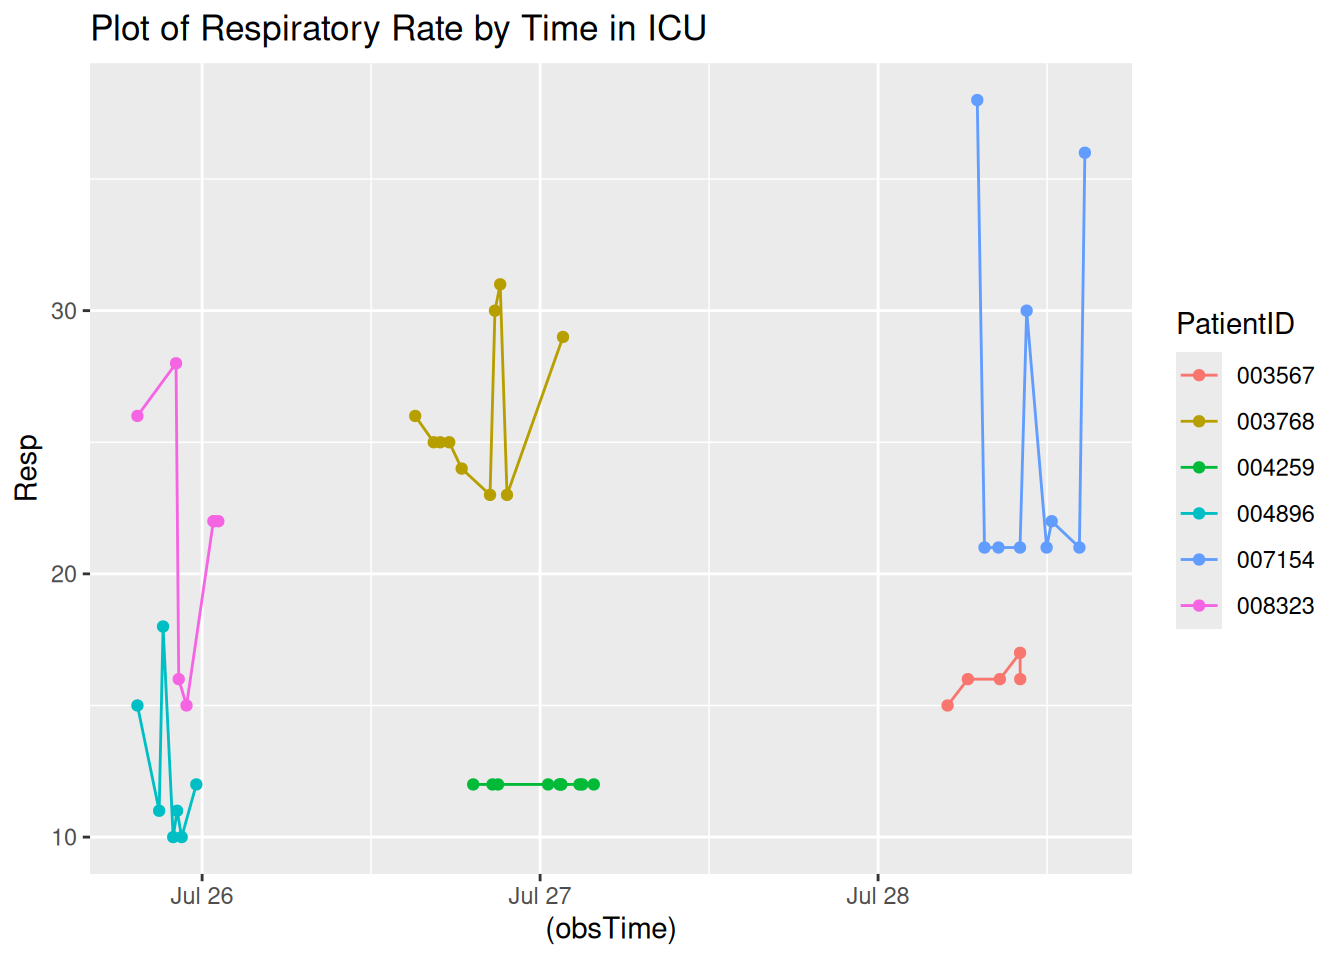 Plot of Respiratory Rate by Time in ICU
Resp
30
20
10
Jul 26
Jul 27
Jul 28
(obsTime)
PatientID
003567
003768
004259
004896
007154
008323